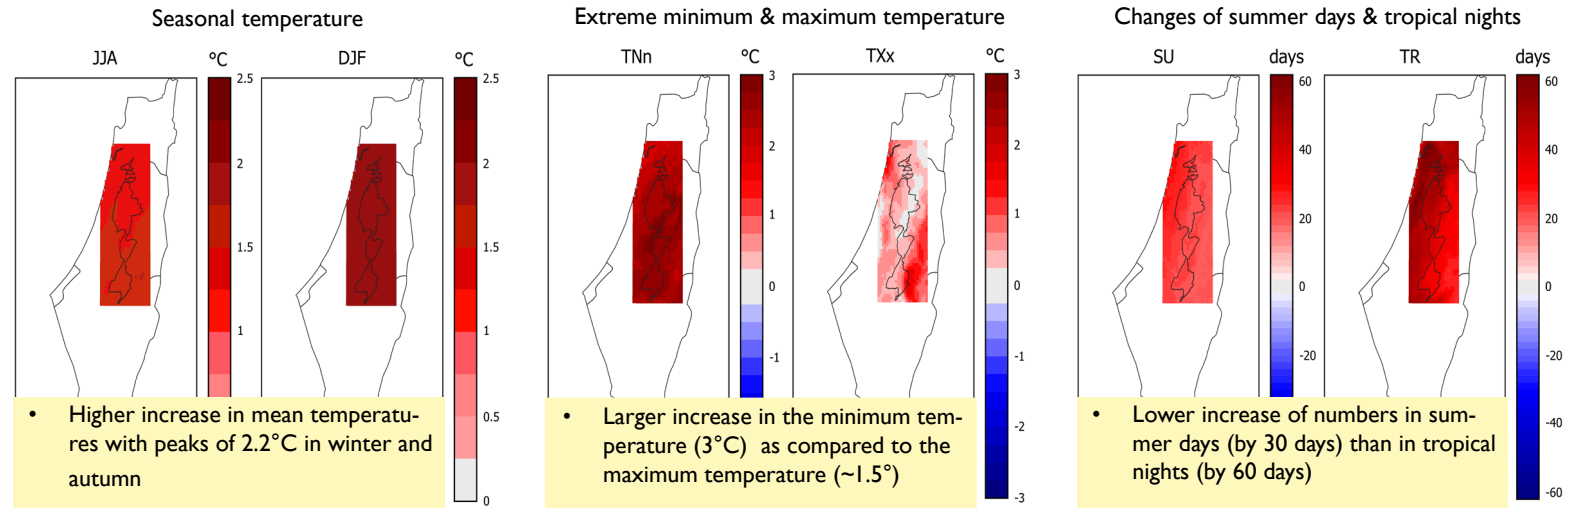 Seasonal temperature
JJA
°C
DJF
°C
2.5
2
1.5
1
2.5
2
1.5
1
0.5
0
• Higher increase in mean temperatu-
res with peaks of 2.2°C in winter and
autumn
Extreme minimum & maximum temperature
TNn
°C
TXx
°C
3
2
1
0
-1
3
2
1
0
-1
-2
-3
• Larger increase in the minimum tem-
perature (3°C) as compared to the
maximum temperature (~1.5°)
Changes of summer days & tropical nights
SU
days
TR
days
60
40
20
0
-20
60
40
20
0
-20
-40
-60
• Lower increase of numbers in sum-
mer days (by 30 days) than in tropical
nights (by 60 days)